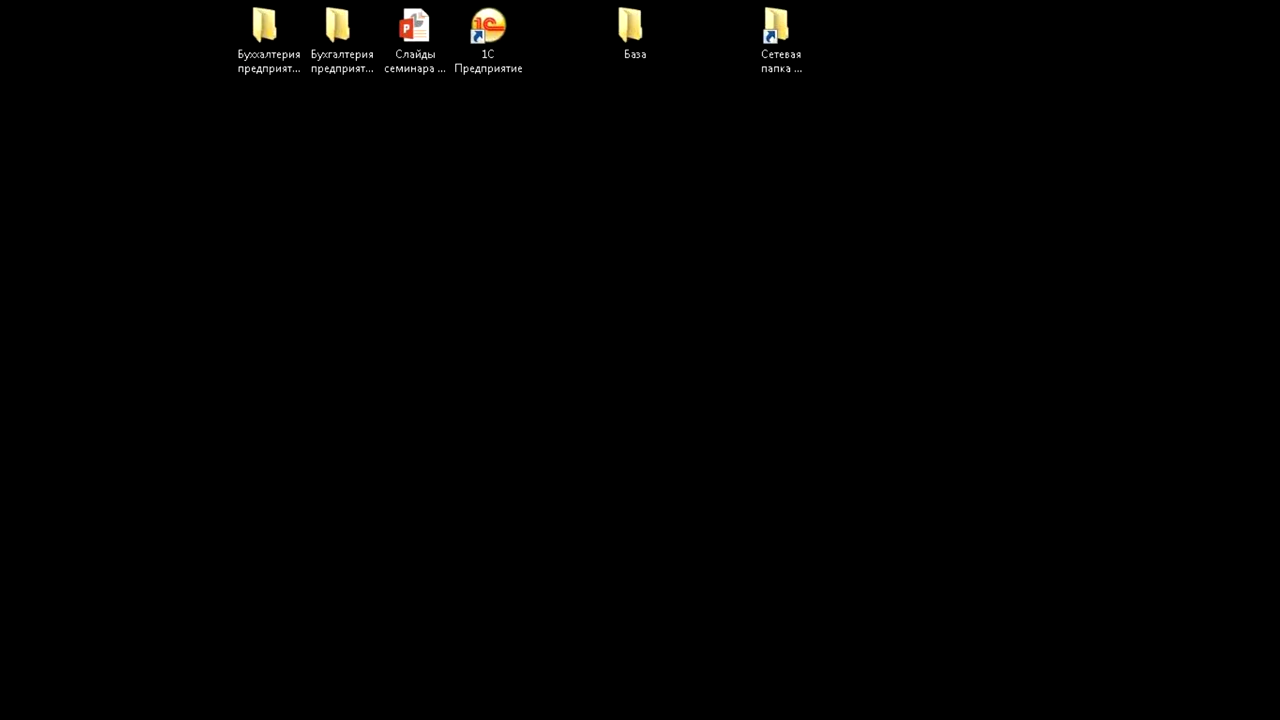 Бухгалтерия
предприят...
Бухгалтерия
предприят...
Слайды
семинара ...
1С
Предприятие
База
Сетевая
папка ...